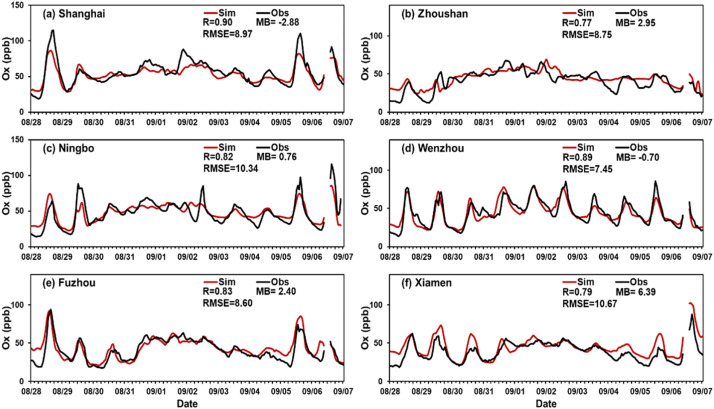 (a) Shanghai
Sim Obs
R=0.90 MB= -2.88
RMSE=8.97
Ox (ppb)
150
100
50
0
08/28 08/29 08/30 08/31 09/01 09/02 09/03 09/04 09/05 09/06 09/07
(b) Zhoushan
Sim Obs
R=0.77 MB= 2.95
RMSE=8.75
100
50
0
08/28 08/29 08/30 08/31 09/01 09/02 09/03 09/04 09/05 09/06 09/07
(c) Ningbo
Sim Obs
R=0.82 MB= 0.76
RMSE=10.34
Ox (ppb)
150
100
50
0
08/28 08/29 08/30 08/31 09/01 09/02 09/03 09/04 09/05 09/06 09/07
(d) Wenzhou
Sim Obs
R=0.89 MB= -0.70
RMSE=7.45
100
50
0
08/28 08/29 08/30 08/31 09/01 09/02 09/03 09/04 09/05 09/06 09/07
(e) Fuzhou
Sim Obs
R=0.83 MB= 2.40
RMSE=8.60
Ox (ppb)
100
50
0
08/28 08/29 08/30 08/31 09/01 09/02 09/03 09/04 09/05 09/06 09/07
Date
(f) Xiamen
Sim Obs
R=0.79 MB= 6.39
RMSE=10.67
Ox (ppb)
100
50
0
08/28 08/29 08/30 08/31 09/01 09/02 09/03 09/04 09/05 09/06 09/07
Date